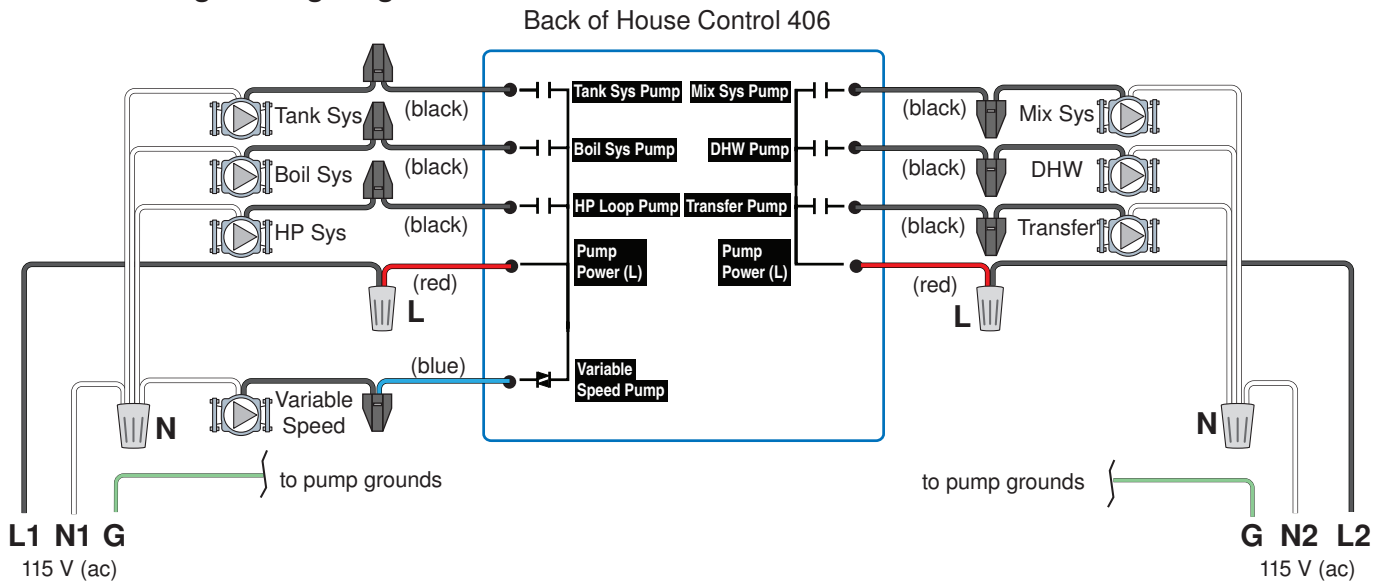 Back of House Control 406
Tank Sys
(black)
Tank Sys Pump
Mix Sys Pump
(black)
Mix Sys
Boil Sys
(black)
Boil Sys Pump
DHW Pump
(black)
DHW
HP Sys
(black)
HP Loop Pump
Transfer Pump
(black)
Transfer
(red)
Pump
Power (L)
Pump
Power (L)
(red)
L
L
(blue)
Variable
Speed Pump
Variable
Speed
N
N
to pump grounds
to pump grounds
L1 N1 G
115 V (ac)
G N2 L2
115 V (ac)